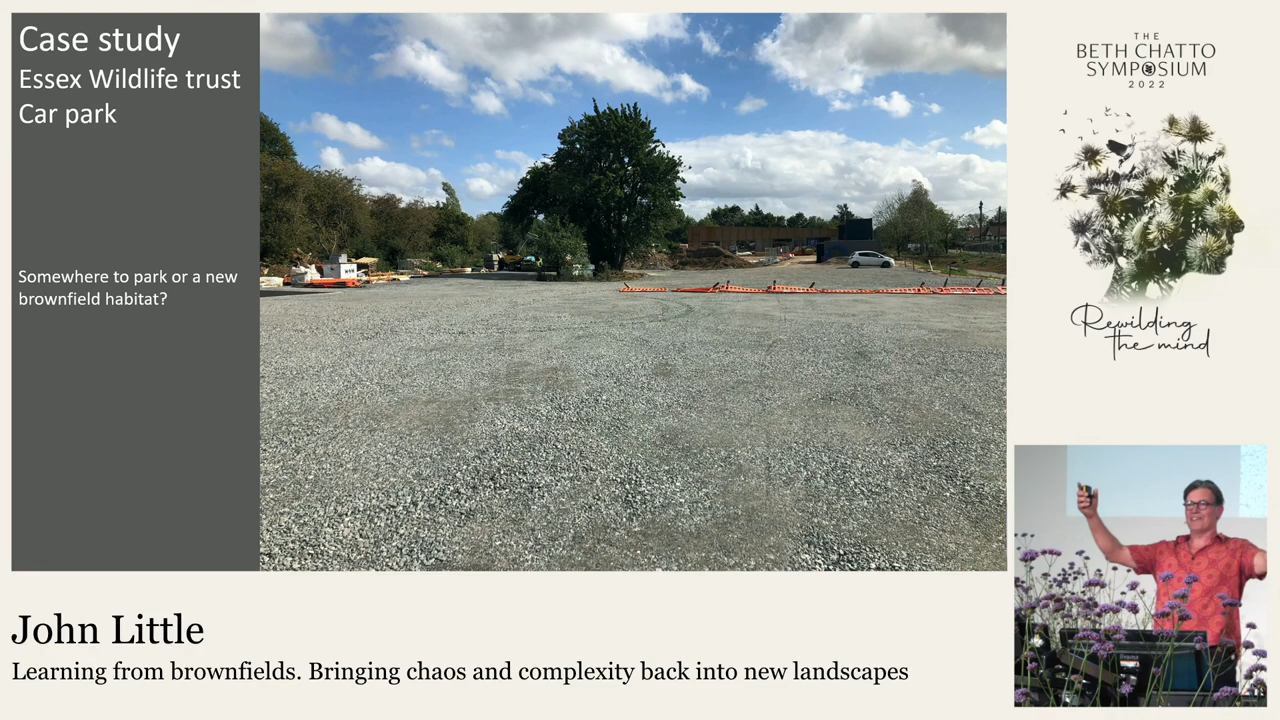 Case study
Essex Wildlife trust
Car park
Somewhere to park or a new
brownfield habitat?
THE
BETH CHATTO
SYMPOSIUM
2022
Rewilding
the mind
John Little
Learning from brownfields. Bringing chaos and complexity back into new landscapes